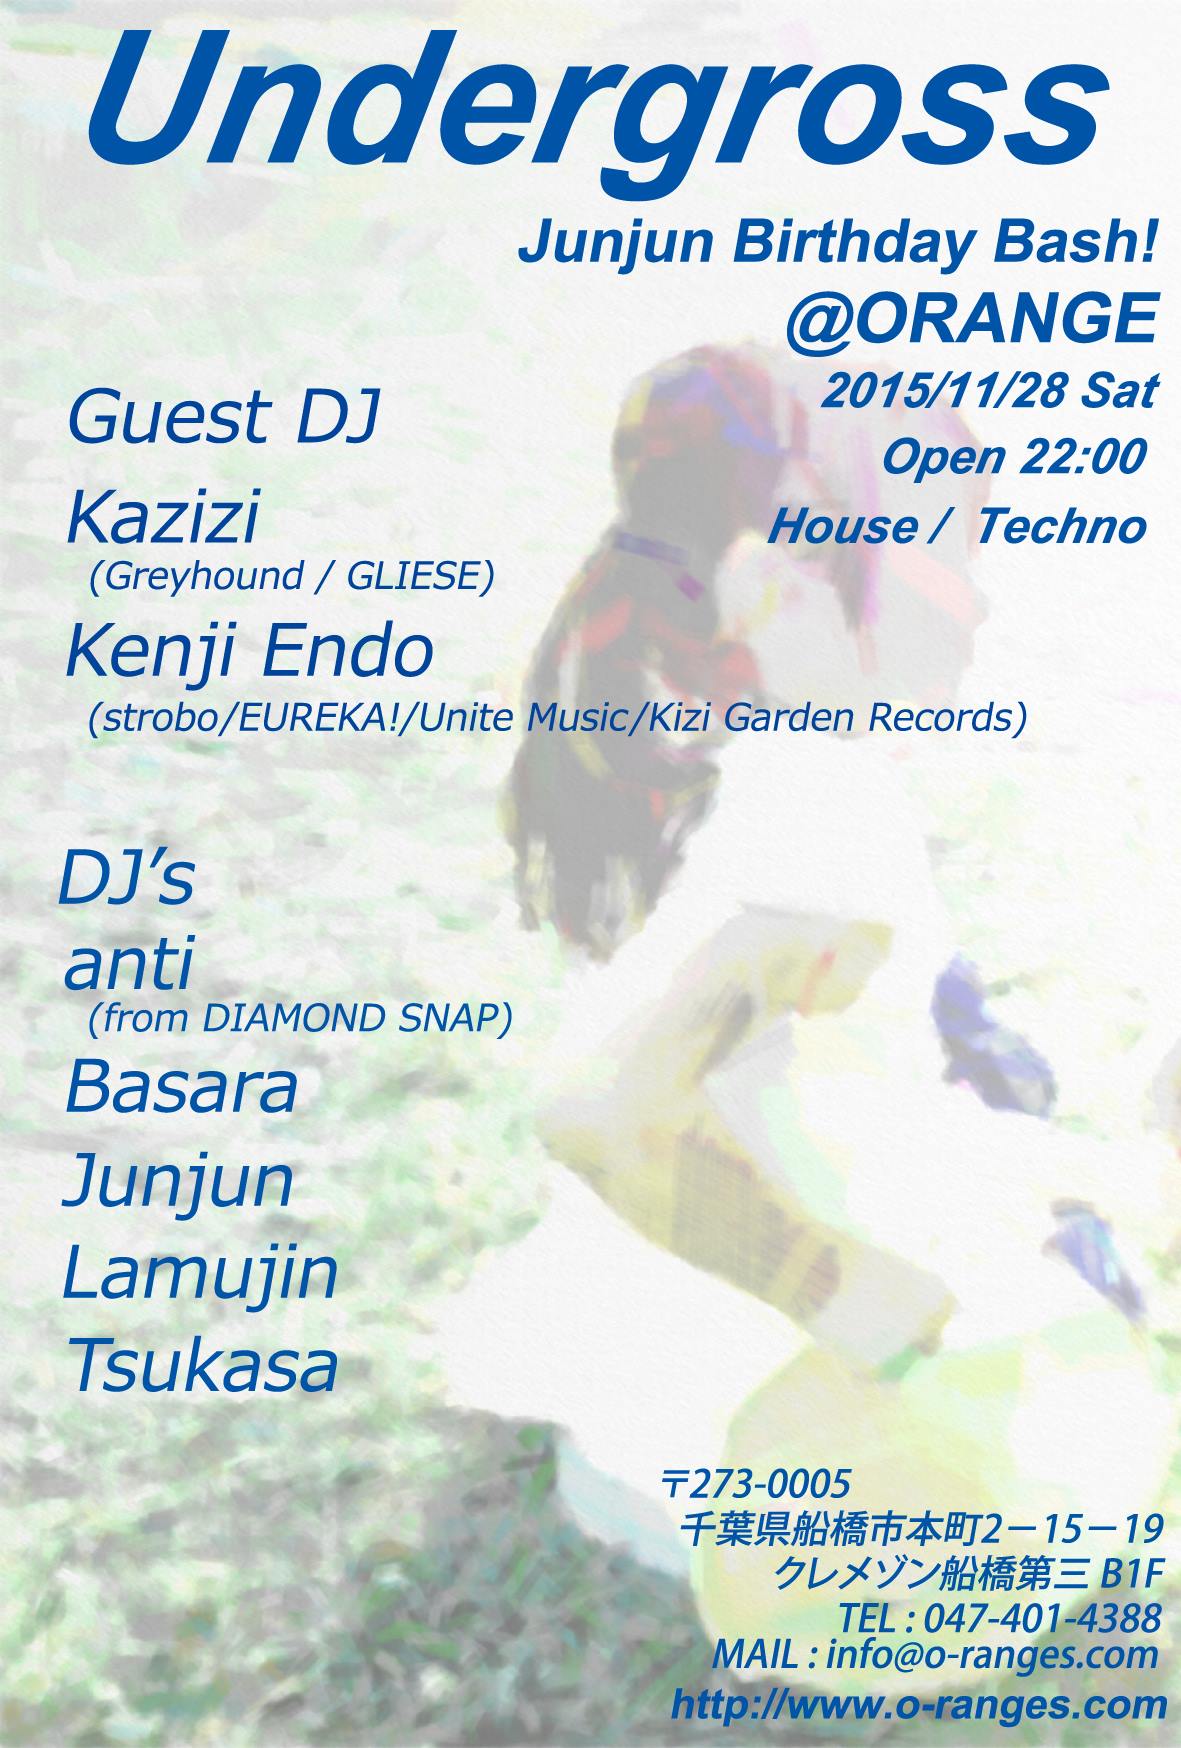 Undergross
Junjun Birthday Bash!
@ORANGE
2015/11/28 Sat
Open 22:00
House / Techno
Guest DJ
Kazizi
(Greyhound / GLIESE)
Kenji Endo
(strobo/EUREKA!/Unite Music/Kizi Garden Records)
DJ's
anti
(from DIAMOND SNAP)
Basara
Junjun
Lamujin
Tsukasa
〒273-0005
千葉県船橋市本町2－15－19
クレメゾン船橋第三 B1F
TEL : 047-401-4388
MAIL : info@o-ranges.com
http://www.o-ranges.com